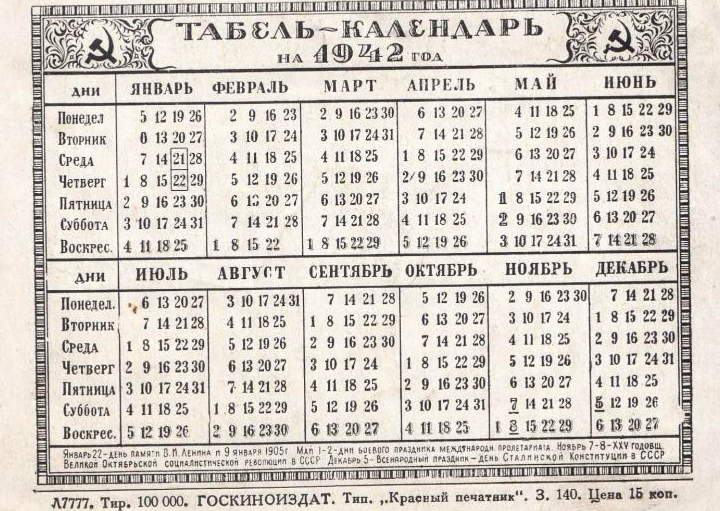 ТАБЕЛЬ-КАЛЕНДАРЬ
НА 1942 ГОД
ДНИ ЯНВАРЬ ФЕВРАЛЬ МАРТ АПРЕЛЬ МАЙ ИЮНЬ
Понедел 5 12 19 26 2 9 16 23 2 9 16 23 30 6 13 20 27 4 11 18 25 1 8 15 22 29
Вторник 6 13 20 27 3 10 17 24 3 10 17 24 31 7 14 21 28 5 12 19 26 2 9 16 23 30
Среда 7 14 21 28 4 11 18 25 4 11 18 25 1 8 15 22 29 6 13 20 27 3 10 17 24
Четверг 1 8 15 22 29 5 12 19 26 5 12 19 26 2 9 16 23 30 7 14 21 28 4 11 18 25
Пятница 2 9 16 23 30 6 13 20 27 6 13 20 27 3 10 17 24 1 8 15 22 29 5 12 19 26
Суббота 3 10 17 24 31 7 14 21 28 7 14 21 28 4 11 18 25 2 9 16 23 30 6 13 20 27
Воскрес. 4 11 18 25 1 8 15 22 1 8 15 22 29 5 12 19 26 3 10 17 24 31 7 14 21 28
ДНИ ИЮЛЬ АВГУСТ СЕНТЯБРЬ ОКТЯБРЬ НОЯБРЬ ДЕКАБРЬ
Понедел. 6 13 20 27 3 10 17 24 31 7 14 21 28 5 12 19 26 2 9 16 23 30 7 14 21 28
Вторник 7 14 21 28 4 11 18 25 1 8 15 22 29 6 13 20 27 3 10 17 24 1 8 15 22 29
Среда 1 8 15 22 29 5 12 19 26 2 9 16 23 30 7 14 21 28 4 11 18 25 2 9 16 23 30
Четверг 2 9 16 23 30 6 13 20 27 3 10 17 24 1 8 15 22 29 5 12 19 26 3 10 17 24 31
Пятница 3 10 17 24 31 7 14 21 28 4 11 18 25 2 9 16 23 30 6 13 20 27 4 11 18 25
Суббота 4 11 18 25 1 8 15 22 29 5 12 19 26 3 10 17 24 31 7 14 21 28 5 12 19 26
Воскрес. 5 12 19 26 2 9 16 23 30 6 13 20 27 4 11 18 25 1 8 15 22 29 6 13 20 27
Январь 22-день памяти В.И. Ленина и 9 января 1905г. Май 1-2-дни боевого праздника международн. пролетариата. Ноябрь 7-8-XXV годовщ.
Великой Октябрьской социалистической революции в СССР Декабрь 5-Всенародный праздник-день Сталинской Конституции в СССР
Л7777. Тир. 100 000. ГОСКИНОИЗДАТ. Тип. „Красный печатник". З. 140. Цена 15 коп.